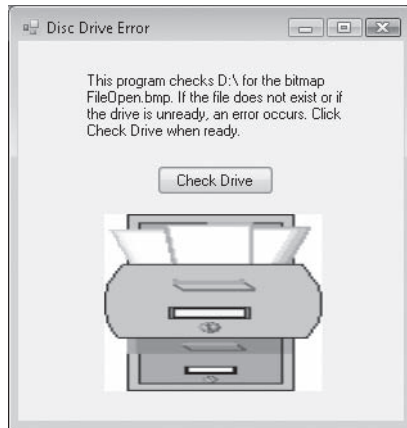 Disc Drive Error
This program checks D:\ for the bitmap
FileOpen.bmp. If the file does not exist or if
the drive is unready, an error occurs. Click
Check Drive when ready.
Check Drive